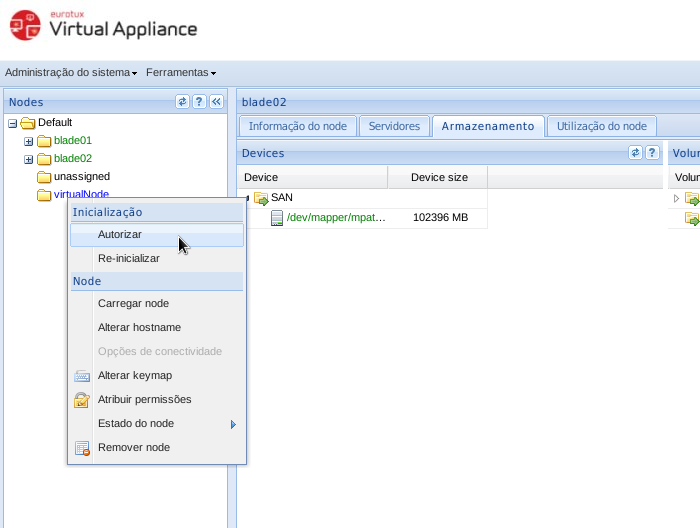 eurotux
Virtual Appliance
Administração do sistema
Ferramentas
Nodes
Default
blade01
blade02
unassigned
virtualNode
Inicialização
Autorizar
Re-inicializar
Node
Carregar node
Alterar hostname
Opções de conectividade
Alterar keymap
Atribuir permissões
Estado do node
Remover node
blade02
Informação do node
Servidores
Armazenamento
Utilização do node
Devices
Device
Device size
SAN
/dev/mapper/mpat...
102396 MB